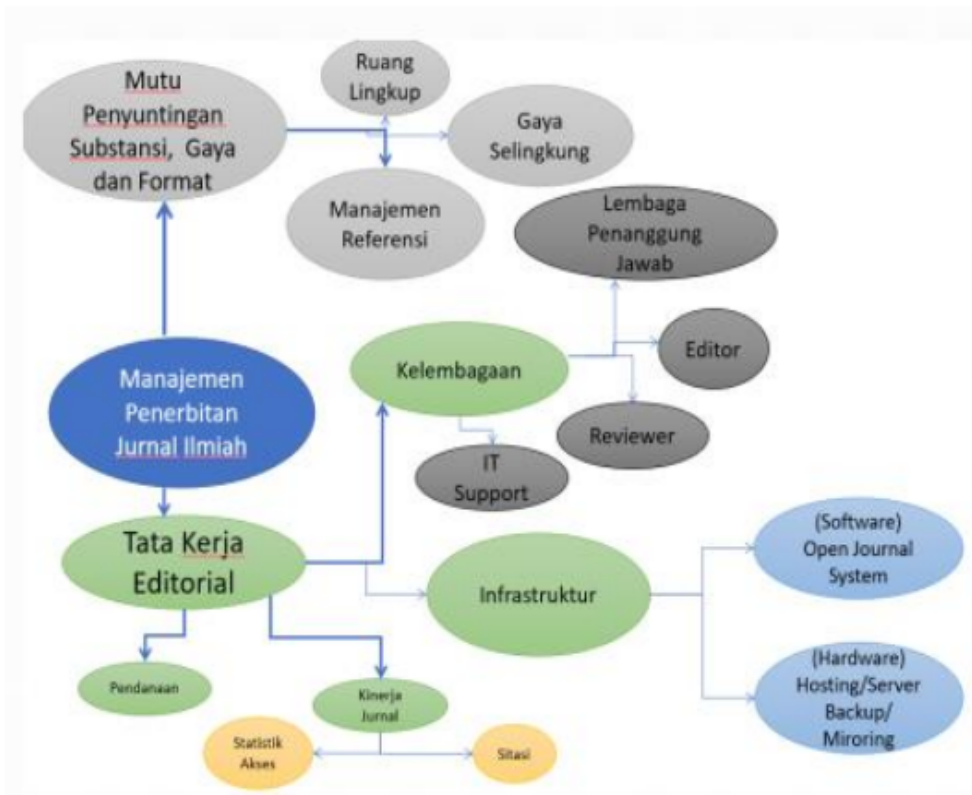 Mutu
Penyuntingan
Substansi, Gaya
dan Format
Ruang
Lingkup
Gaya
Selingkung
Manajemen
Referensi
Lembaga
Penanggung
Jawab
Editor
Kelembagaan
Reviewer
IT
Support
Manajemen
Penerbitan
Jurnal Ilmiah
Tata Kerja
Editorial
Infrastruktur
(Software)
Open Journal
System
(Hardware)
Hosting/Server
Backup/
Miroring
Pendanaan
Kinerja
Jurnal
Statistik
Akses
Sitasi